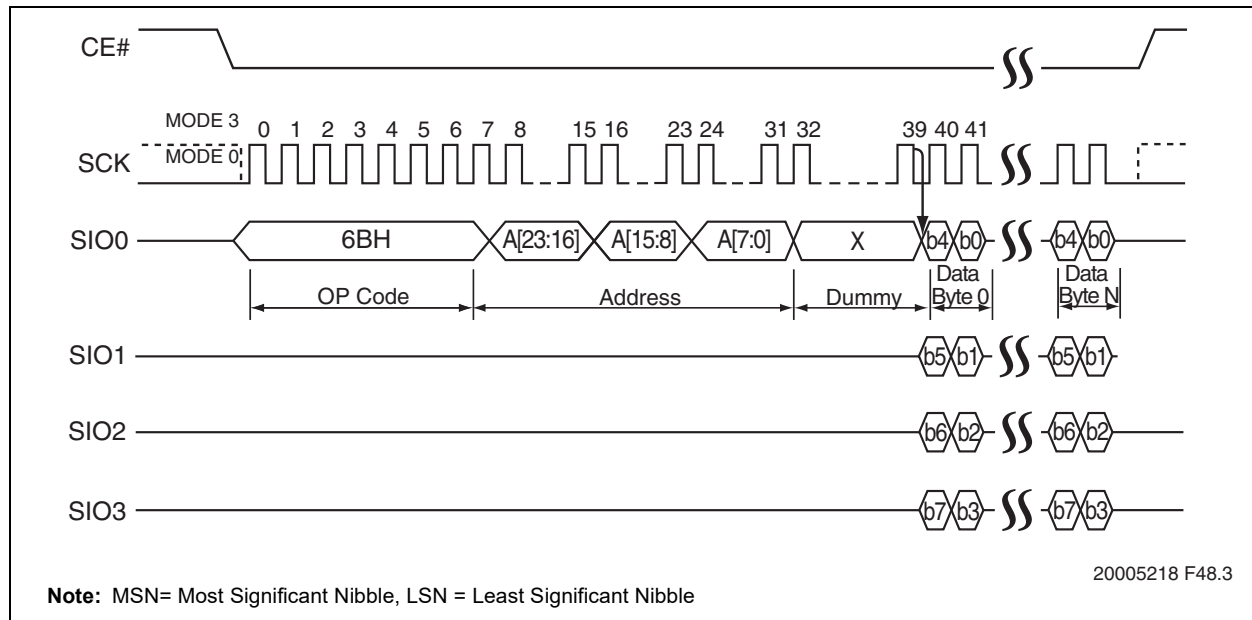 CE#
MODE 3
0 1 2 3 4 5 6 7 8 15 16 23 24 31 32 39 40 41
SCK
MODE 0
SIO0
6BH A[23:16] A[15:8] A[7:0] X b4 b0 b4 b0
OP Code Address Dummy Data Byte 0 Data Byte N
SIO1 b5 b1 b5 b1
SIO2 b6 b2 b6 b2
SIO3 b7 b3 b7 b3
20005218 F48.3
Note: MSN= Most Significant Nibble, LSN = Least Significant Nibble